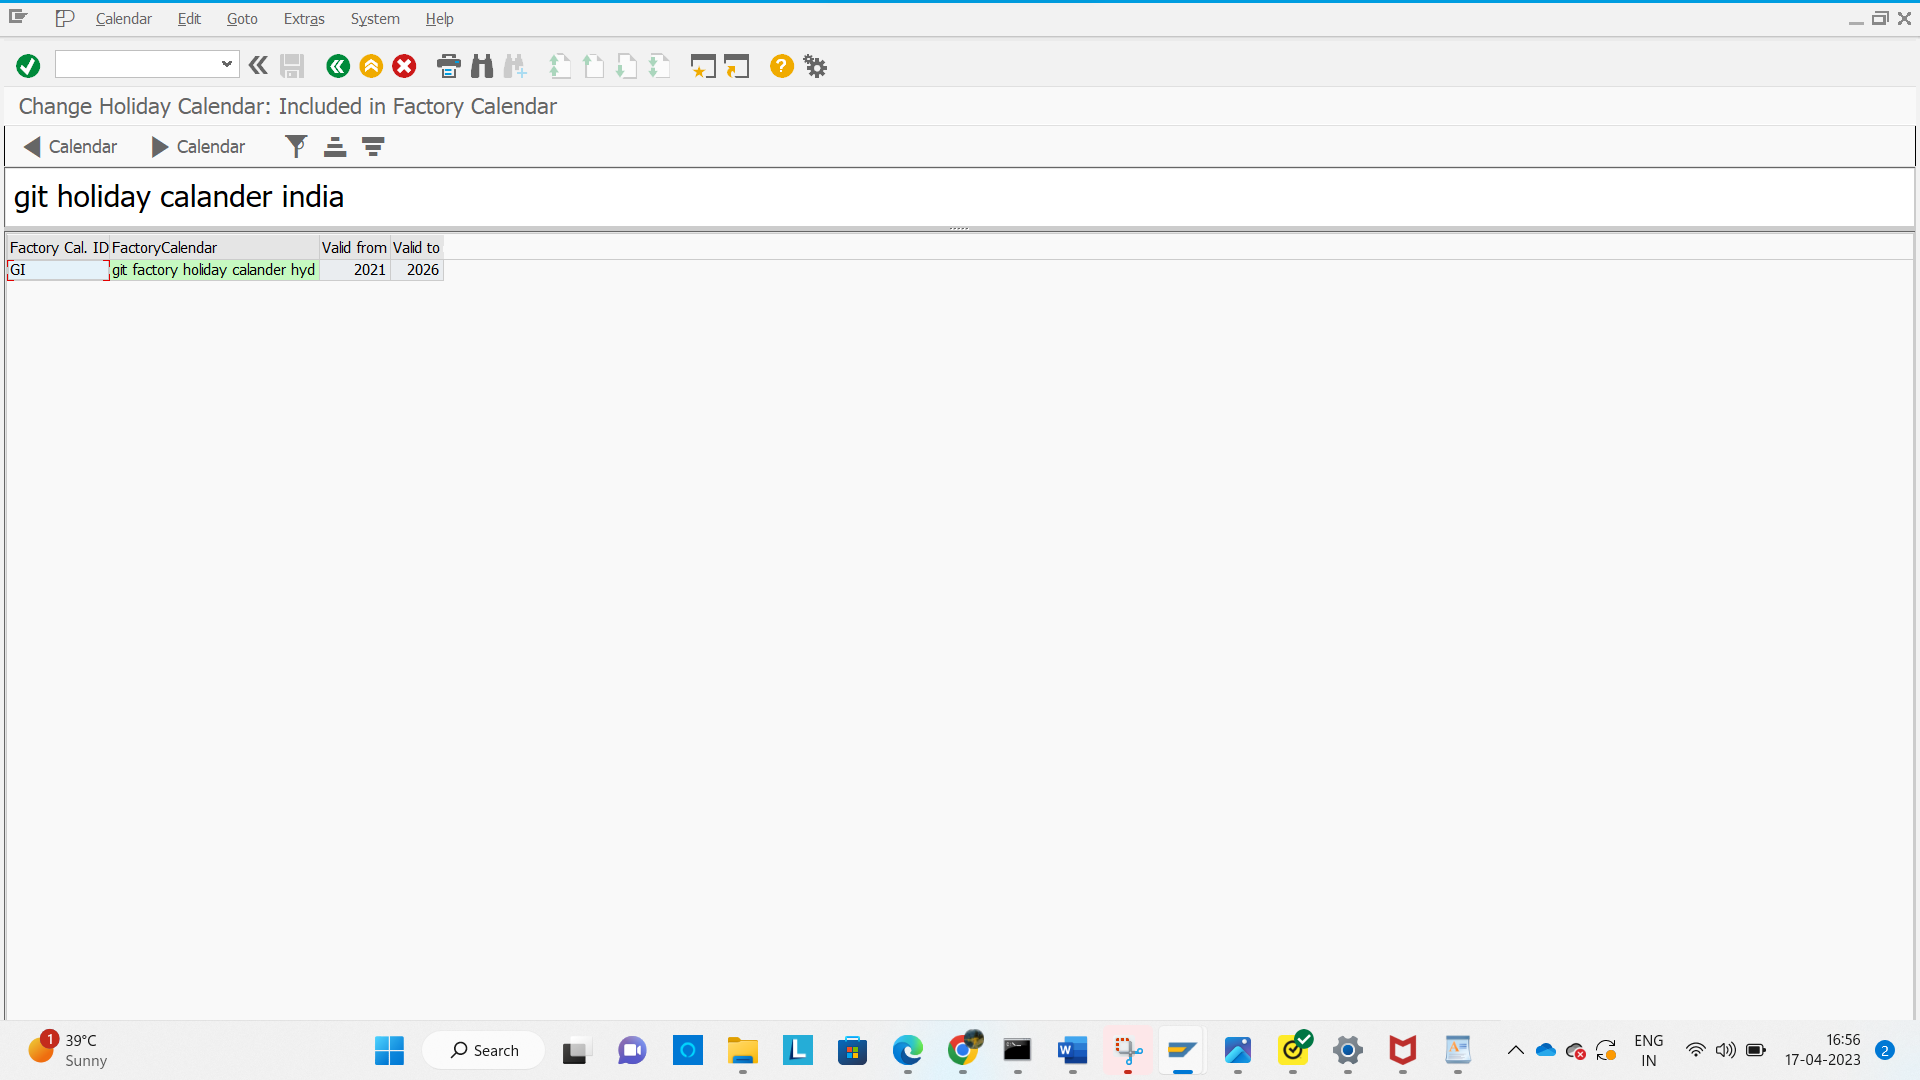 Calendar Edit Goto Extras System Help
Change Holiday Calendar: Included in Factory Calendar
Calendar Calendar
git holiday calander india
Factory Cal. ID FactoryCalendar Valid from Valid to
GI git factory holiday calander hyd 2021 2026
1 39°C
Sunny
Search
ENG
IN
16:56
17-04-2023
2